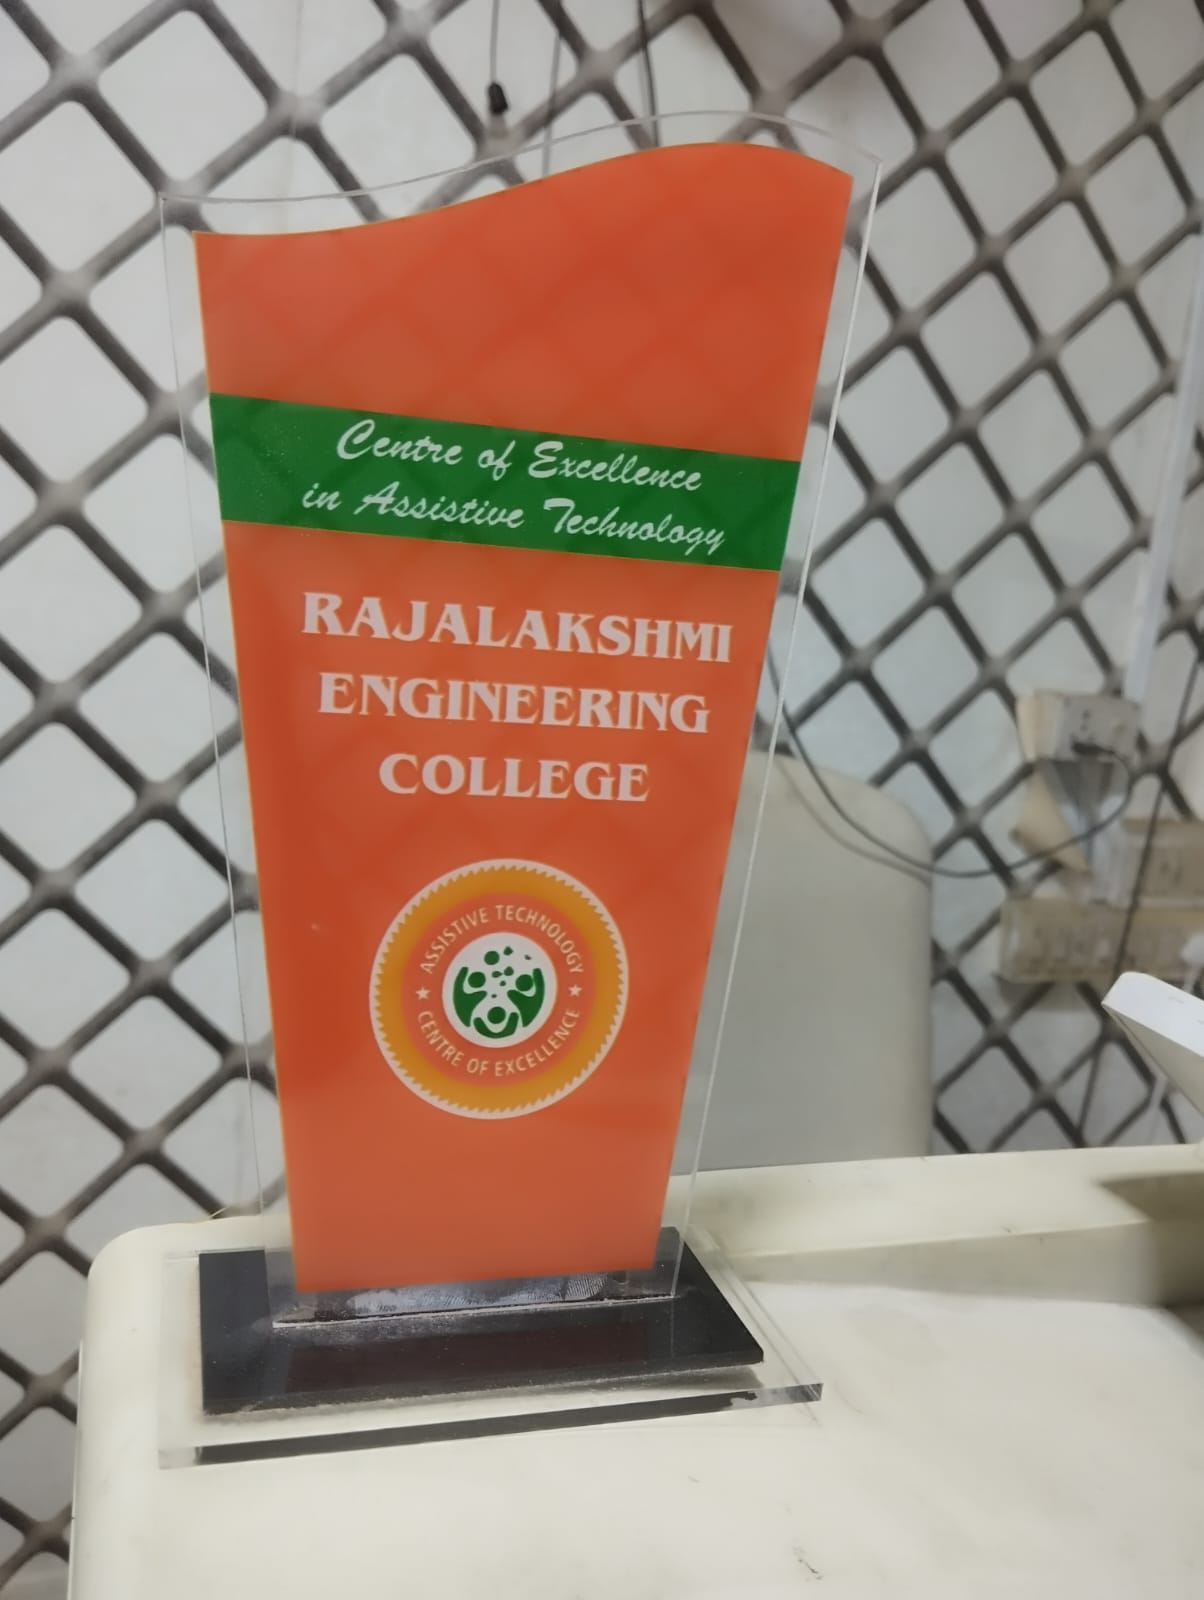 Centre of Excellence
in Assistive Technology
RAJALAKSHMI
ENGINEERING
COLLEGE
ASSISTIVE TECHNOLOGY
★ CENTRE OF EXCELLENCE ★